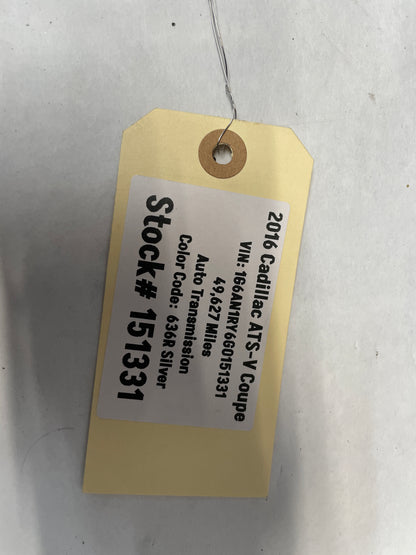 2016 Cadillac ATS-V Coupe
VIN: 1G6AN1RY6G0151331
49,627 Miles
Auto Transmission
Color Code: 636R Silver
Stock# 151331